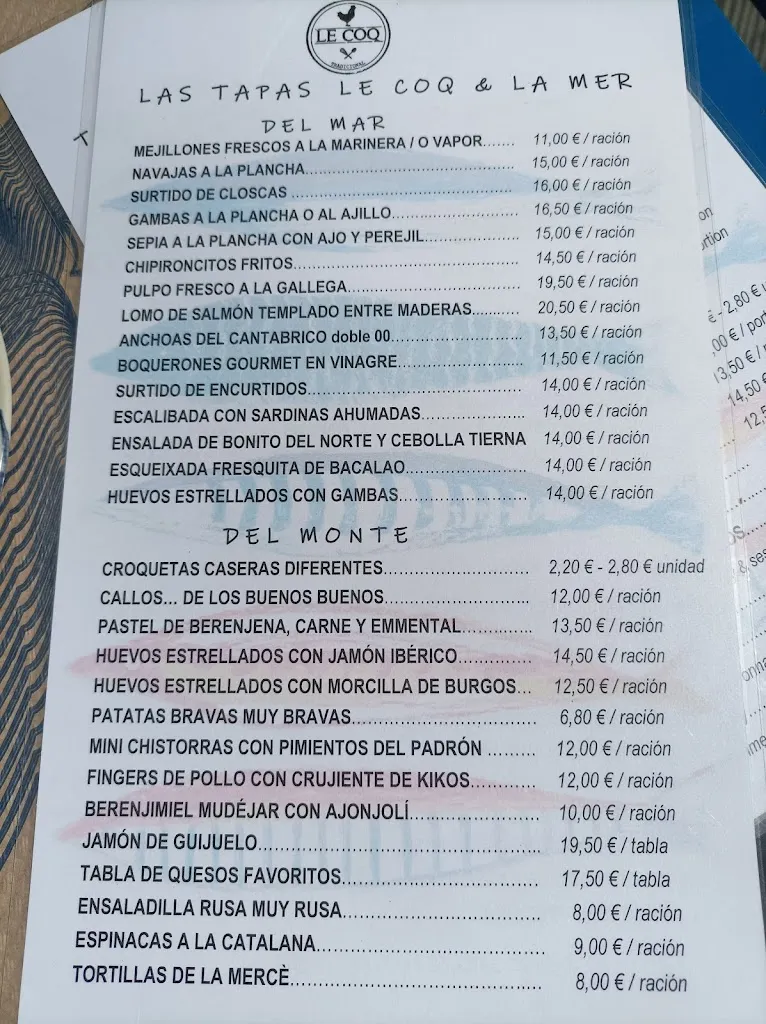 LE COQ
TRADICIONAL
LAS TAPAS LE COQ & LA MER
DEL MAR
MEJILLONES FRESCOS A LA MARINERA / O VAPOR....... 11,00 € / ración
NAVAJAS A LA PLANCHA.................................................. 15,00 € / ración
SURTIDO DE CLOSCAS .................................................... 16,00 € / ración
GAMBAS A LA PLANCHA O AL AJILLO............................. 16,50 € / ración
SEPIA A LA PLANCHA CON AJO Y PEREJIL...................... 15,00 € / ración
CHIPIRONCITOS FRITOS.................................................. 14,50 € / ración
PULPO FRESCO A LA GALLEGA....................................... 19,50 € / ración
LOMO DE SALMÓN TEMPLADO ENTRE MADERAS........... 20,50 € / ración
ANCHOAS DEL CANTABRICO doble 00............................. 13,50 € / ración
BOQUERONES GOURMET EN VINAGRE........................... 11,50 € / ración
SURTIDO DE ENCURTIDOS.............................................. 14,00 € / ración
ESCALIBADA CON SARDINAS AHUMADAS...................... 14,00 € / ración
ENSALADA DE BONITO DEL NORTE Y CEBOLLA TIERNA 14,00 € / ración
ESQUEIXADA FRESQUITA DE BACALAO......................... 14,00 € / ración
HUEVOS ESTRELLADOS CON GAMBAS.......................... 14,00 € / ración
DEL MONTE
CROQUETAS CASERAS DIFERENTES............................. 2,20 € - 2,80 € unidad
CALLOS... DE LOS BUENOS BUENOS............................. 12,00 € / ración
PASTEL DE BERENJENA, CARNE Y EMMENTAL.............. 13,50 € / ración
HUEVOS ESTRELLADOS CON JAMÓN IBÉRICO.............. 14,50 € / ración
HUEVOS ESTRELLADOS CON MORCILLA DE BURGOS... 12,50 € / ración
PATATAS BRAVAS MUY BRAVAS................................... 6,80 € / ración
MINI CHISTORRAS CON PIMIENTOS DEL PADRÓN ......... 12,00 € / ración
FINGERS DE POLLO CON CRUJIENTE DE KIKOS............ 12,00 € / ración
BERENJIMIEL MUDÉJAR CON AJONJOLÍ........................ 10,00 € / ración
JAMÓN DE GUIJUELO.................................................. 19,50 € / tabla
TABLA DE QUESOS FAVORITOS..................................... 17,50 € / tabla
ENSALADILLA RUSA MUY RUSA..................................... 8,00 € / ración
ESPINACAS A LA CATALANA.......................................... 9,00 € / ración
TORTILLAS DE LA MERCÈ............................................. 8,00 € / ración